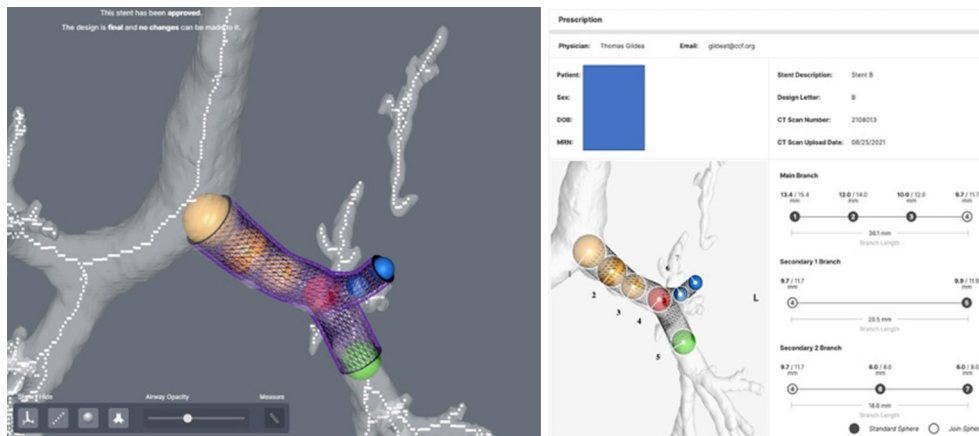 This stent has been approved.
The design is final and no changes can be made to it.
Show / Hide
Airway Opacity
Measure
Prescription
Physician: Thomas Gildea Email: gildeat@ccf.org
Patient:
Sex:
DOB:
MRN:
Stent Description: Stent B
Design Letter: B
CT Scan Number: 2108013
CT Scan Upload Date: 08/25/2021
1
2
3
4
5
6
7
L
Main Branch
13.4 / 15.4 mm 12.0 / 14.0 mm 10.0 / 12.0 mm 9.7 / 11.7 mm
1 2 3 4
36.1 mm
Branch Length
Secondary 1 Branch
9.7 / 11.7 mm 9.9 / 11.9 mm
4 5
20.5 mm
Branch Length
Secondary 2 Branch
9.7 / 11.7 mm 6.0 / 8.0 mm 6.0 / 8.0 mm
4 6 7
18.6 mm
Branch Length
Standard Sphere Join Sphe